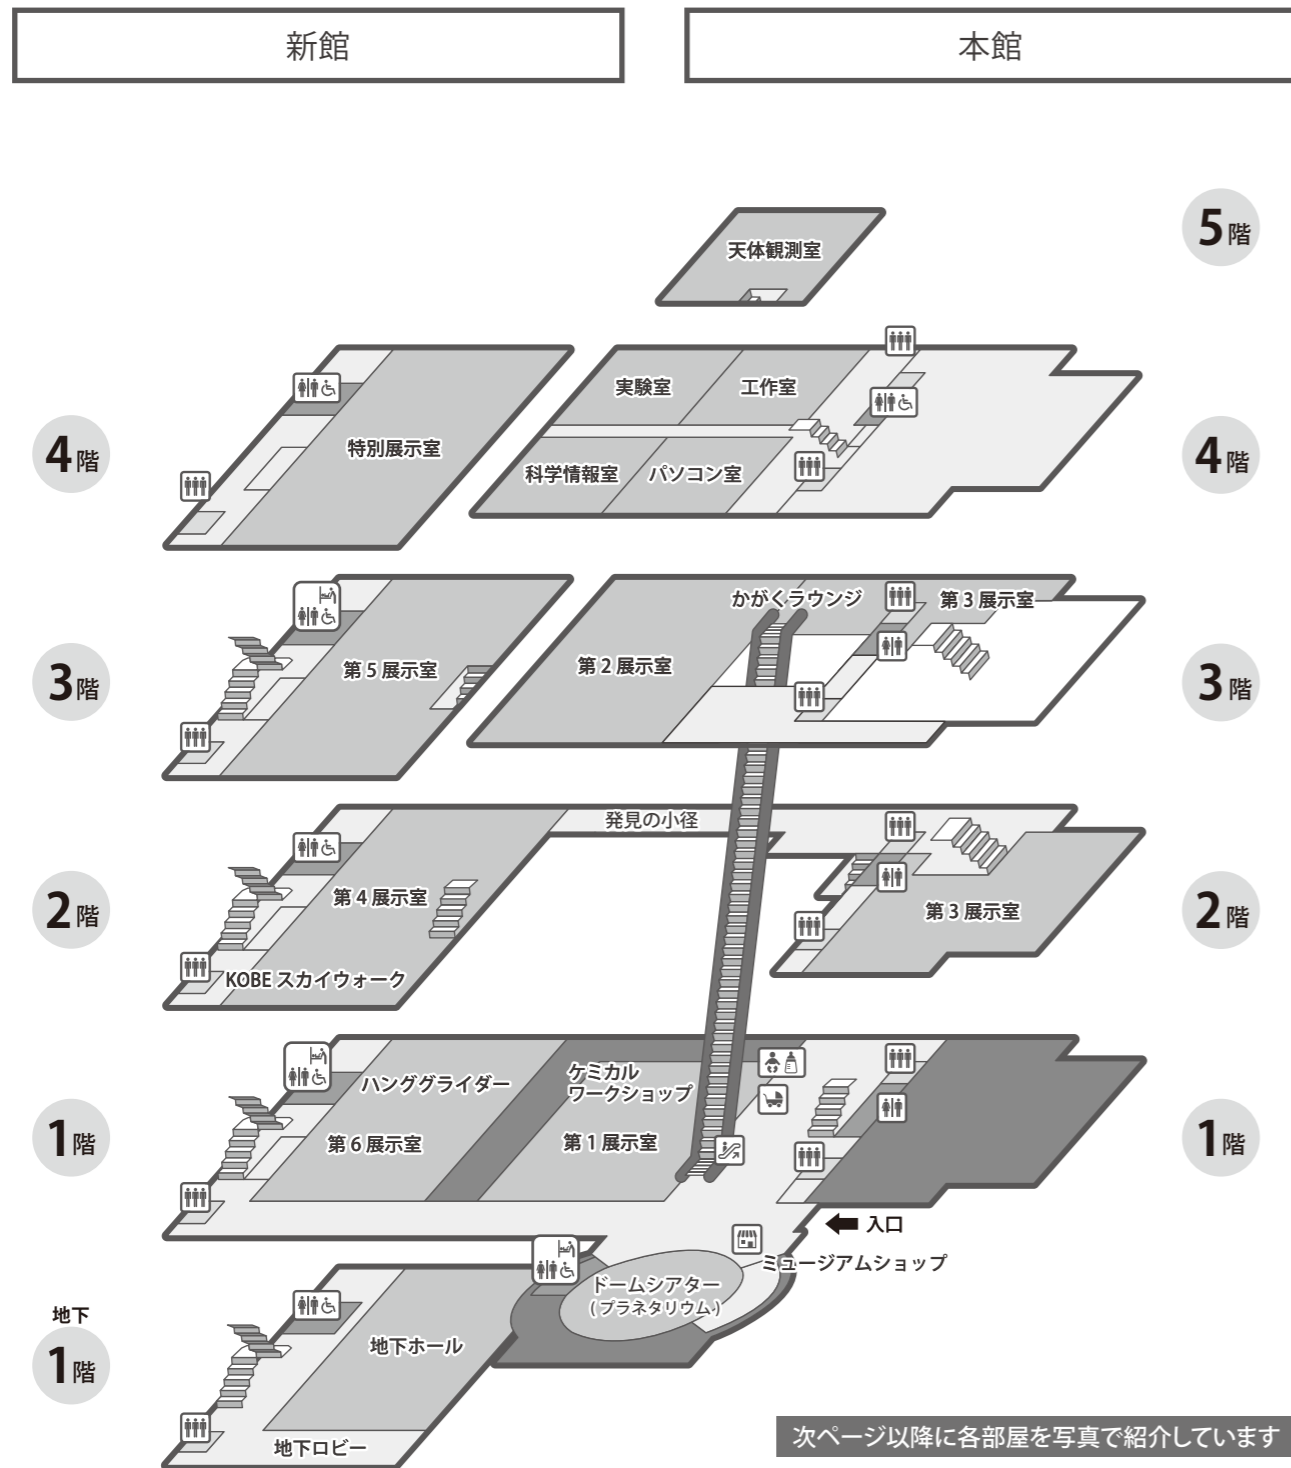 新館
本館
5階
天体観測室
4階
特別展示室
実験室
工作室
科学情報室
パソコン室
4階
3階
第5展示室
第2展示室
かがくラウンジ
第3展示室
3階
2階
第4展示室
KOBE スカイウォーク
発見の小径
第3展示室
2階
1階
ハンググライダー
第6展示室
ケミカル
ワークショップ
第1展示室
1階
入口
ミュージアムショップ
ドームシアター
(プラネタリウム)
地下
1階
地下ホール
地下ロビー
次ページ以降に各部屋を写真で紹介しています